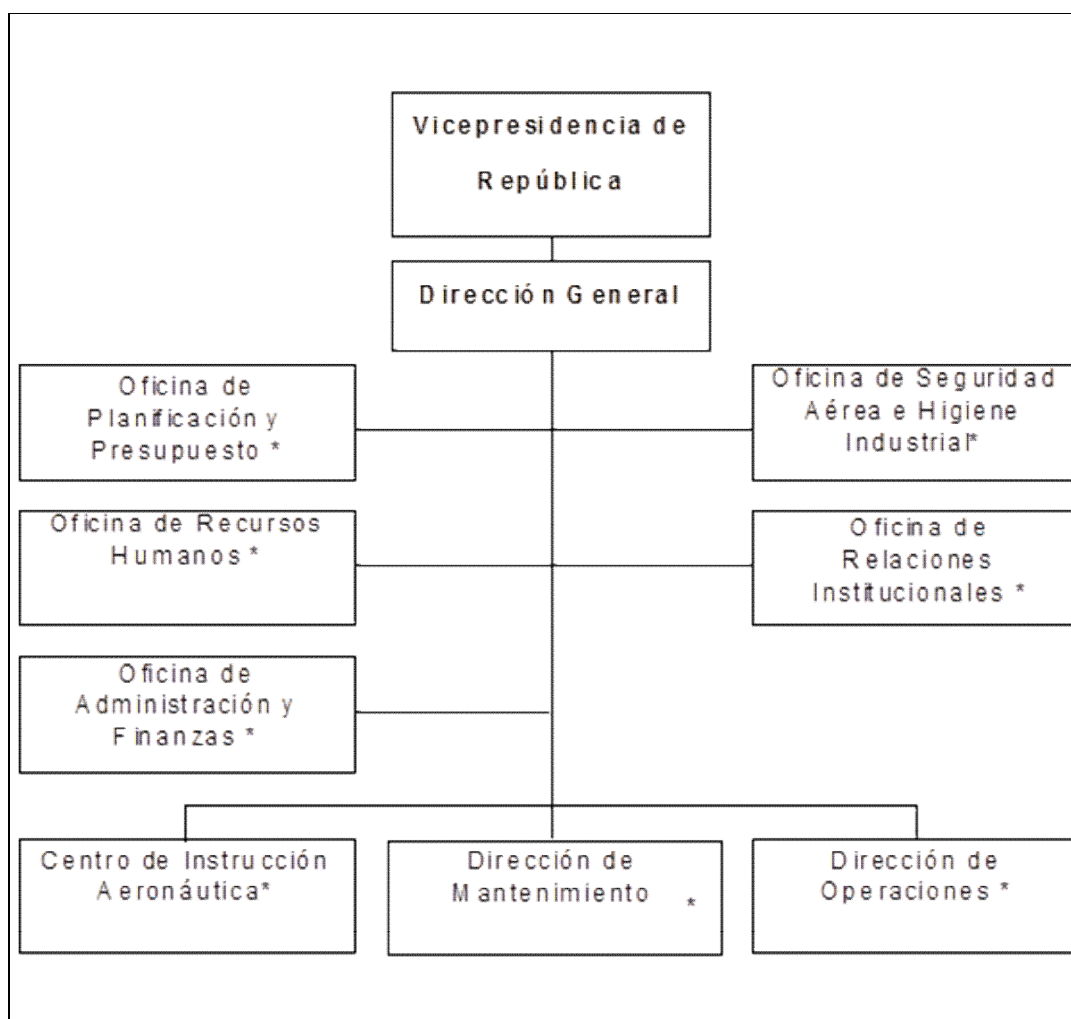 Vicepresidencia de
República
Dirección General
Oficina de
Planificación y
Presupuesto *
Oficina de Seguridad
Aérea e Higiene
Industrial*
Oficina de Recursos
Humanos *
Oficina de
Relaciones
Institucionales *
Oficina de
Administración y
Finanzas *
Centro de Instrucción
Aeronáutica*
Dirección de
Mantenimiento *
Dirección de
Operaciones *